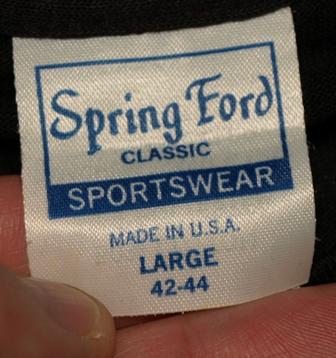 Spring Ford
CLASSIC
SPORTSWEAR
MADE IN U.S.A.
LARGE
42-44